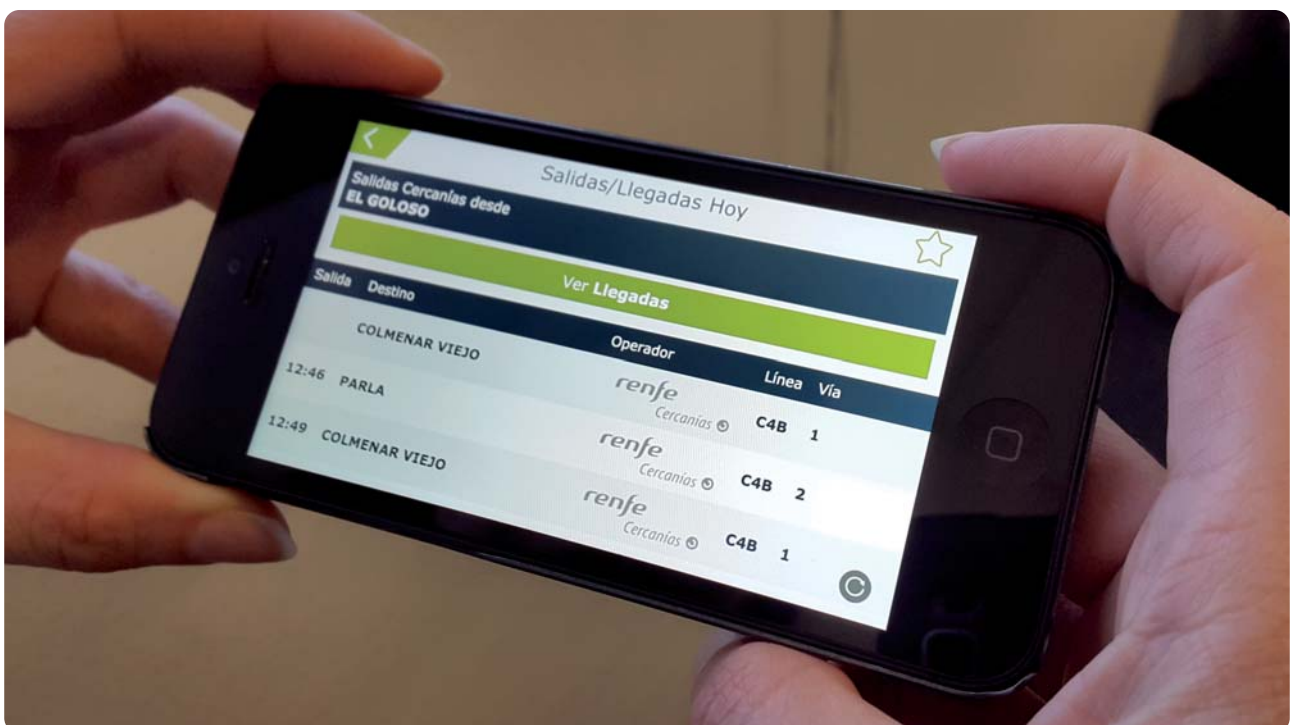 Salidas/Llegadas Hoy
Salidas Cercanías desde
EL GOLOSO
Ver Llegadas
Salida Destino Operador Línea Vía
COLMENAR VIEJO renfe Cercanías C4B 1
12:46 PARLA renfe Cercanías C4B 2
12:49 COLMENAR VIEJO renfe Cercanías C4B 1